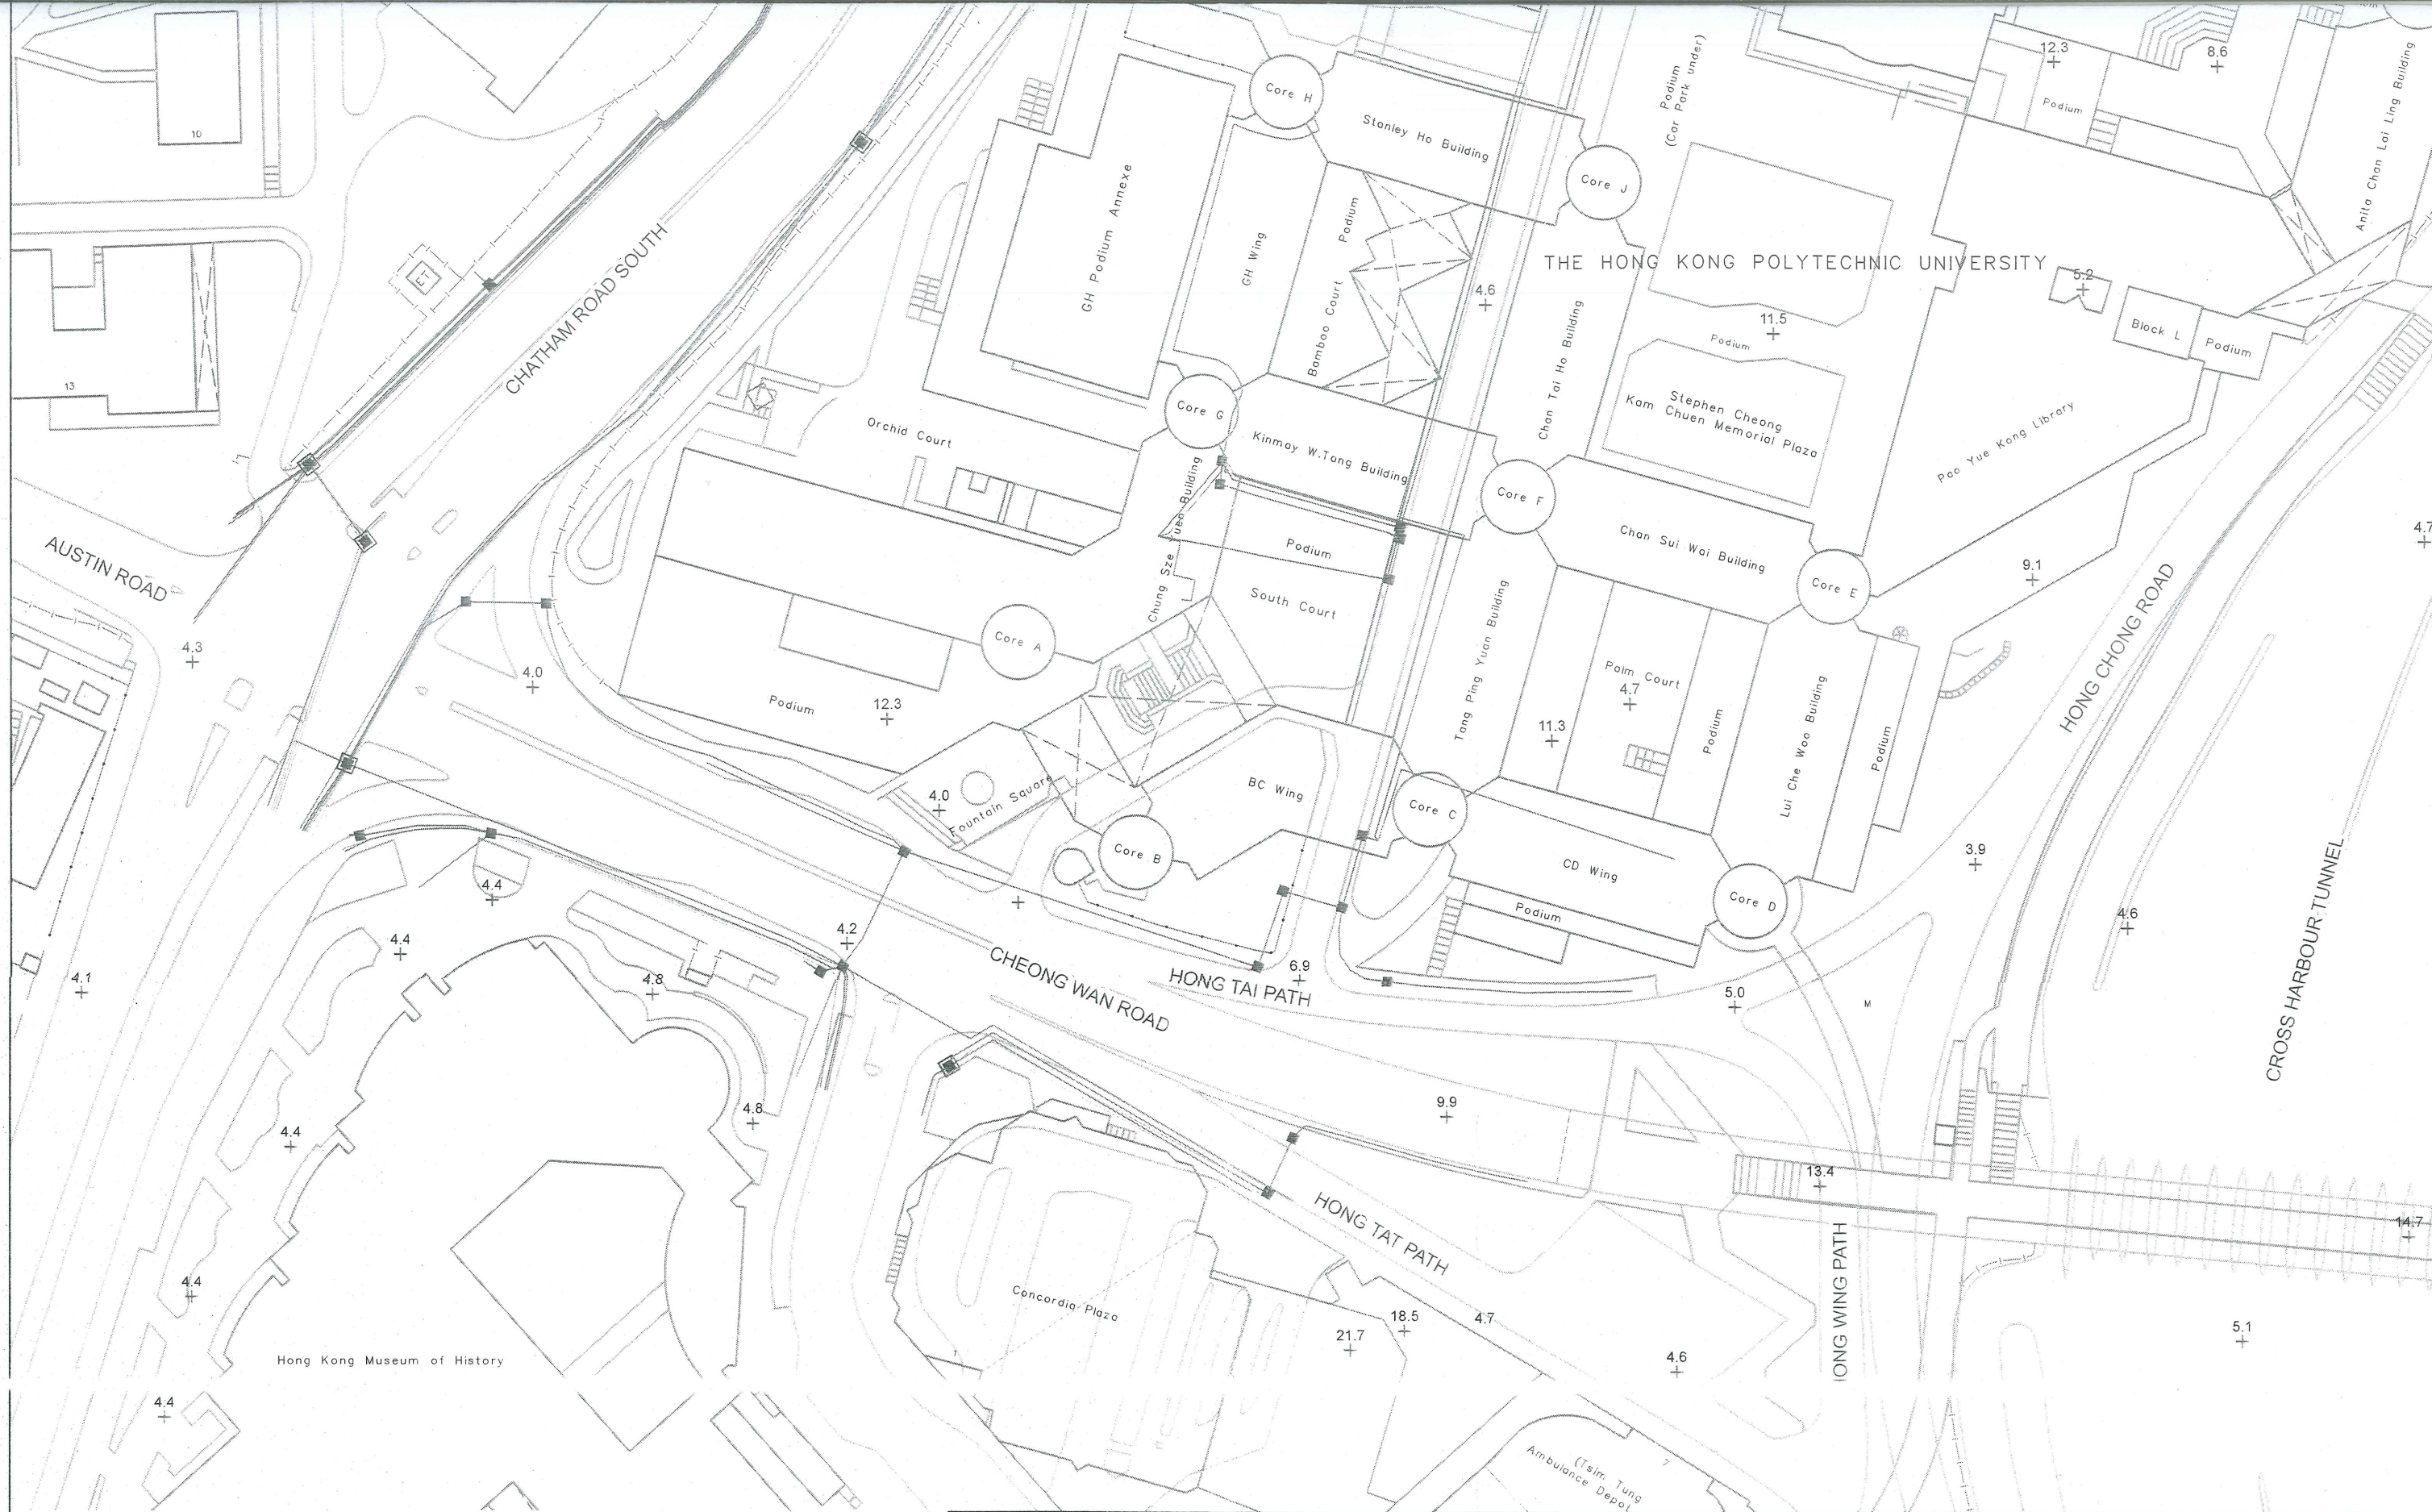 10
Core H
Stanley Ho Building
Podium
(Car Park under)
12.3
8.6
Podium
Anita Chan Lai Ling Building
Core J
GH Podium Annexe
GH Wing
Bamboo Court
Podium
4.6
THE HONG KONG POLYTECHNIC UNIVERSITY
5.2
ET
CHATHAM ROAD SOUTH
11.5
Podium
Block L
Podium
Chan Tai Ho Building
13
Core G
Orchid Court
Kinmay W.Tong Building
Stephen Cheong
Kam Chuen Memorial Plaza
Pao Yue Kong Library
Core F
4.7
AUSTIN ROAD
Chung Sze Yuen Building
Podium
Chan Sui Wai Building
9.1
Core E
South Court
Core A
Tang Ping Yuan Building
HONG CHONG ROAD
4.3
4.0
Palm Court
4.7
Podium
12.3
11.3
Podium
Lui Che Woo Building
Podium
4.0
Fountain Square
BC Wing
Core C
Core B
CD Wing
3.9
4.4
Core D
Podium
4.6
CROSS HARBOUR TUNNEL
4.4
4.2
CHEONG WAN ROAD
HONG TAI PATH
6.9
4.1
4.8
5.0
M
4.8
9.9
4.4
13.4
HONG TAT PATH
14.7
4.4
Concordia Plaza
18.5
4.7
21.7
5.1
ONG WING PATH
Hong Kong Museum of History
4.6
4.4
7
(Tsim Tung
Ambulance Depot